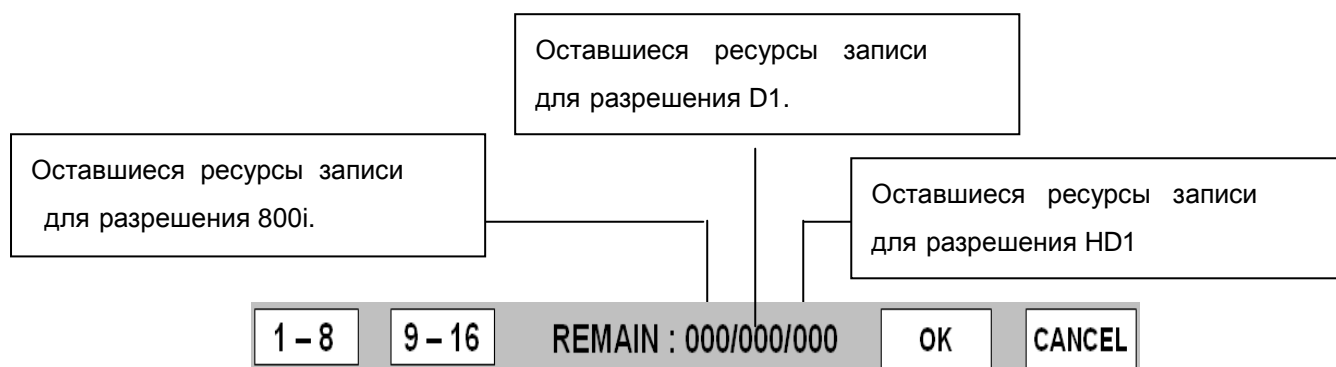 Оставшиеся ресурсы записи
для разрешения D1.
Оставшиеся ресурсы записи
для разрешения 800i.
Оставшиеся ресурсы записи
для разрешения HD1
1 – 8 9 – 16 REMAIN : 000/000/000 OK CANCEL